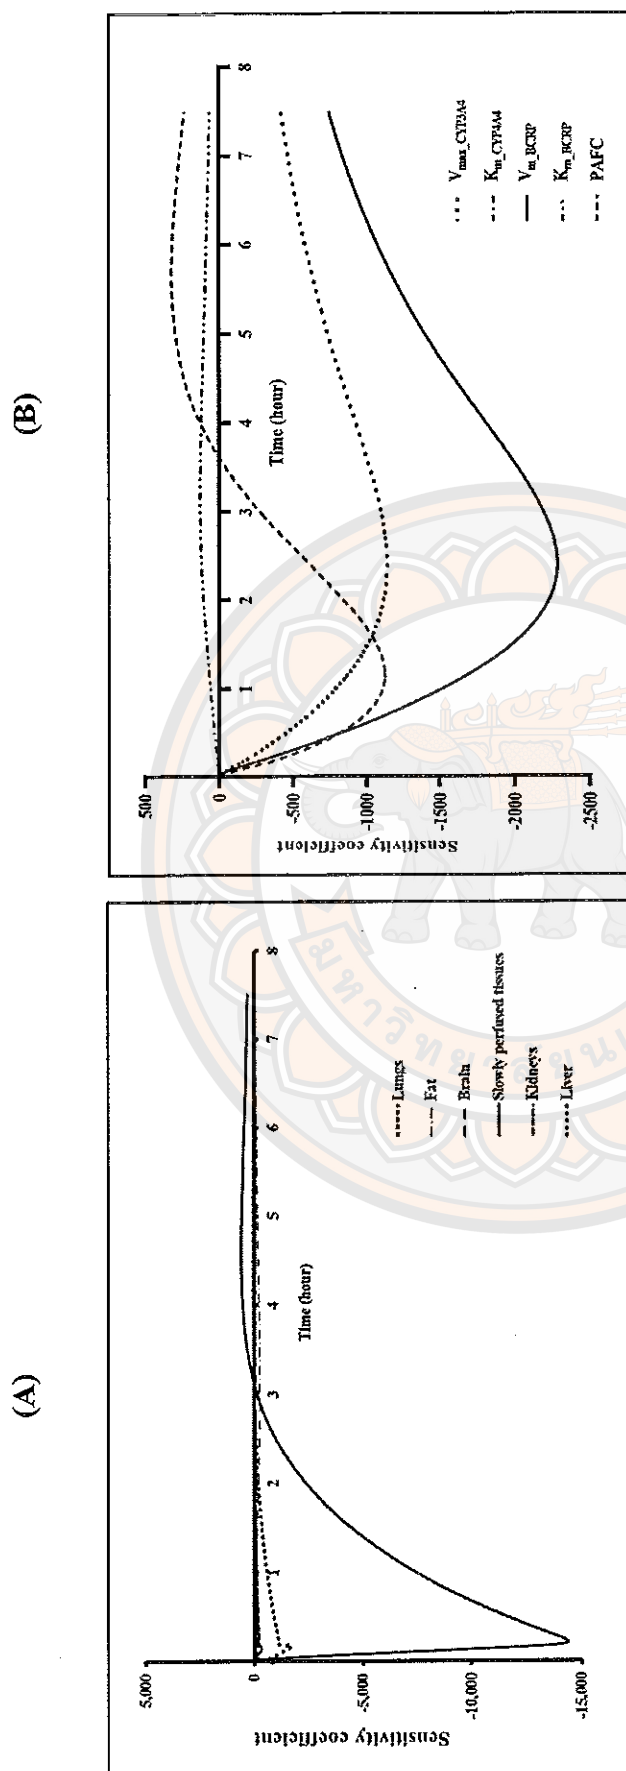 (A)
5,000
0
-5,000
-10,000
-15,000
Sensitivity coefficient
1
2
3
4
5
6
7
8
Time (hour)
Lungs
Fat
Brain
Slowly perfused tissues
Kidneys
Liver
(B)
500
0
-500
-1000
-1500
-2000
-2500
Sensitivity coefficient
1
2
3
4
5
6
7
8
Time (hour)
Vmax_CYP3A4
Km_CYP4A4
Vm_BCRP
Km_BCRP
PAFC